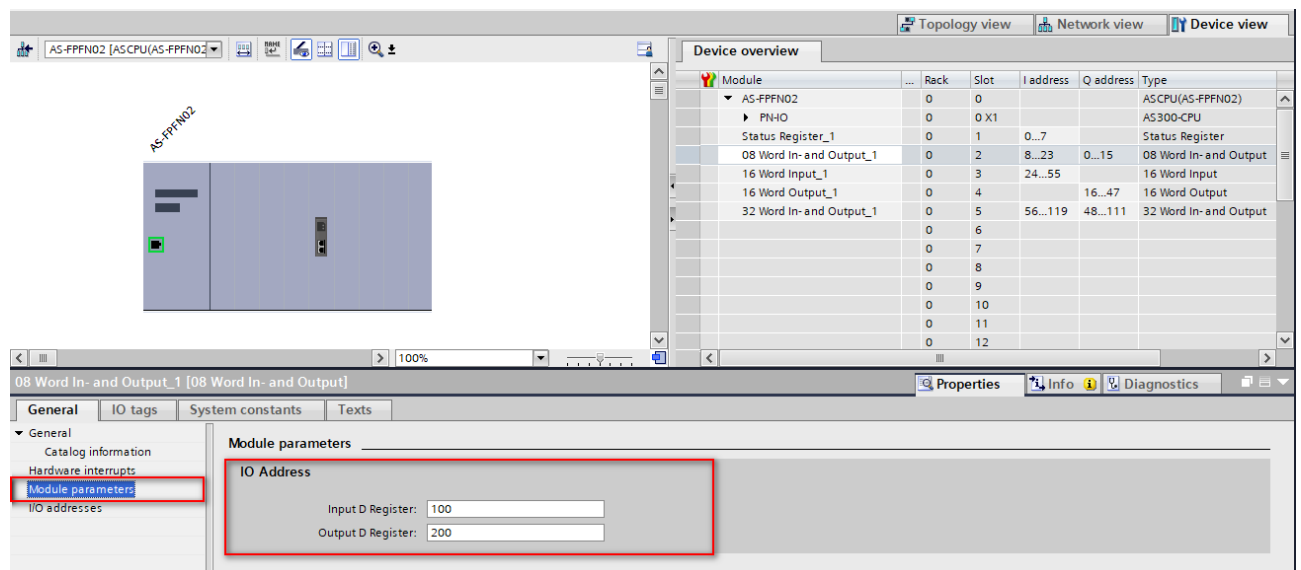 Topology view Network view Device view
AS-FPFN02 [ASCPU(AS-FPFN02 Device overview
Module ... Rack Slot I address Q address Type
AS-FPFN02 0 0 ASCPU(AS-FPFN02)
PN-IO 0 0 X1 AS300-CPU
Status Register_1 0 1 0...7 Status Register
08 Word In- and Output_1 0 2 8...23 0...15 08 Word In- and Output
16 Word Input_1 0 3 24...55 16 Word Input
16 Word Output_1 0 4 16...47 16 Word Output
32 Word In- and Output_1 0 5 56...119 48...111 32 Word In- and Output
0 6
0 7
0 8
0 9
0 10
0 11
0 12
AS-FPFN02
100%
08 Word In- and Output_1 [08 Word In- and Output] Properties Info Diagnostics
General IO tags System constants Texts
General
Catalog information
Hardware interrupts
Module parameters
I/O addresses
Module parameters
IO Address
Input D Register: 100
Output D Register: 200